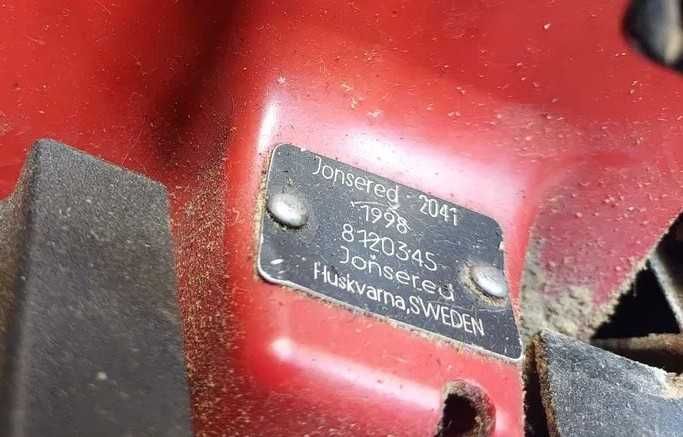 Jonsered - 2041
1998
8120345
Jonsered
Huskvarna, SWEDEN